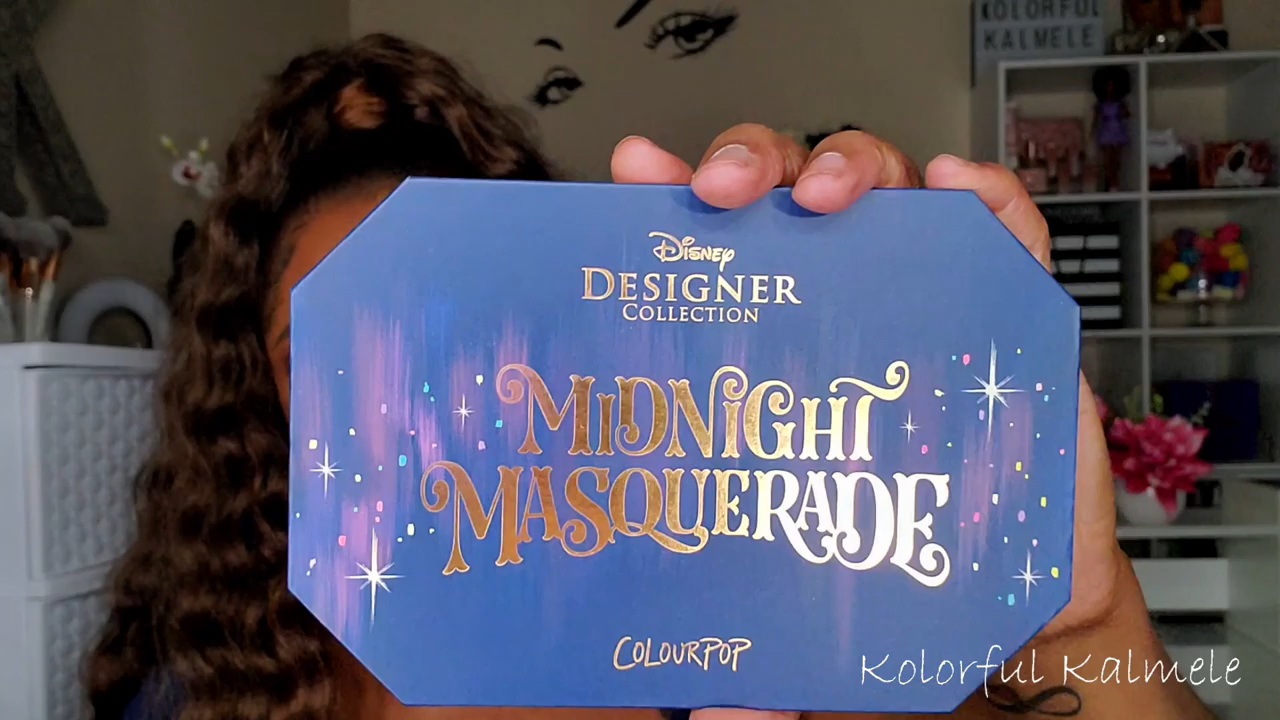 KOLORFUL
KALMELE
Disney
DESIGNER
COLLECTION
MIDNIGHT
MASQUERADE
COLOURPOP
Kolorful Kalmele